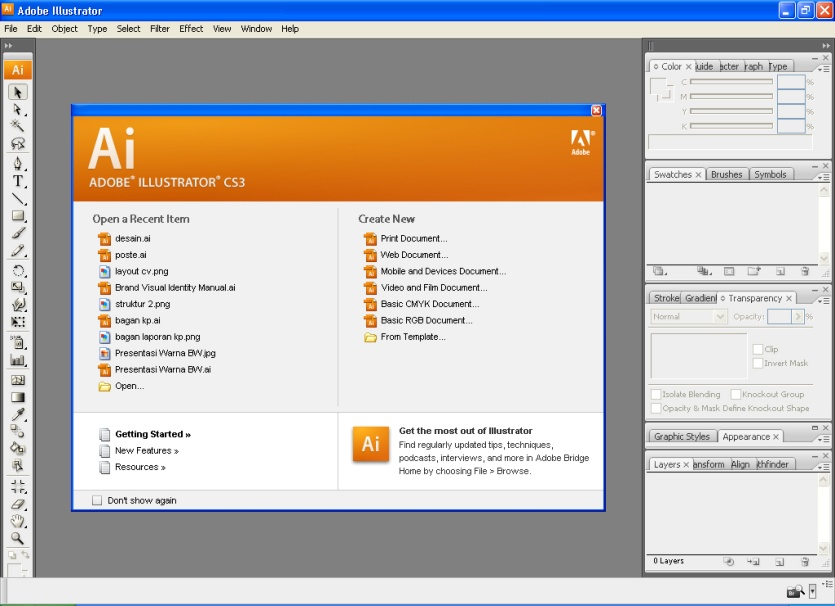 Ai Adobe Illustrator
File Edit Object Type Select Filter Effect View Window Help
Ai
T
Ai
ADOBE® ILLUSTRATOR® CS3
Adobe
Open a Recent Item
desain.ai
poste.ai
layout cv.png
Brand Visual Identity Manual.ai
struktur 2.png
bagan kp.ai
bagan laporan kp.png
Presentasi Warna BW.jpg
Presentasi Warna BW.ai
Open...
Create New
Print Document...
Web Document...
Mobile and Devices Document...
Video and Film Document...
Basic CMYK Document...
Basic RGB Document...
From Template...
Getting Started »
New Features »
Resources »
Ai
Get the most out of Illustrator
Find regularly updated tips, techniques,
podcasts, interviews, and more in Adobe Bridge
Home by choosing File > Browse.
Don't show again
Color × uide acter raph Type
C %
M %
Y %
K %
Swatches × Brushes Symbols
Stroke Gradien Transparency ×
Normal Opacity: %
Clip
Invert Mask
Isolate Blending Knockout Group
Opacity & Mask Define Knockout Shape
Graphic Styles Appearance ×
Layers × ansform Align thfinder
0 Layers